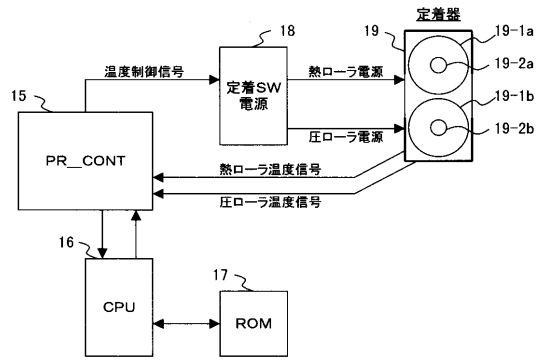 定着器
18
19
19-1a
19-2a
19-1b
19-2b
温度制御信号
定着SW
電源
熱ローラ電源
圧ローラ電源
15
PR__CONT
熱ローラ温度信号
圧ローラ温度信号
16
CPU
17
ROM